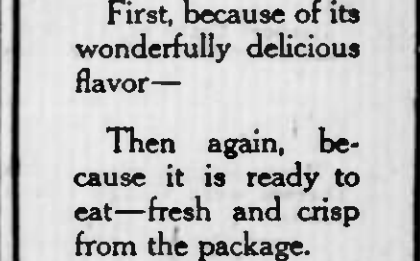 First, because of its
wonderfully delicious
flavor—
Then again, be-
cause it is ready to
eat—fresh and crisp
from the package.